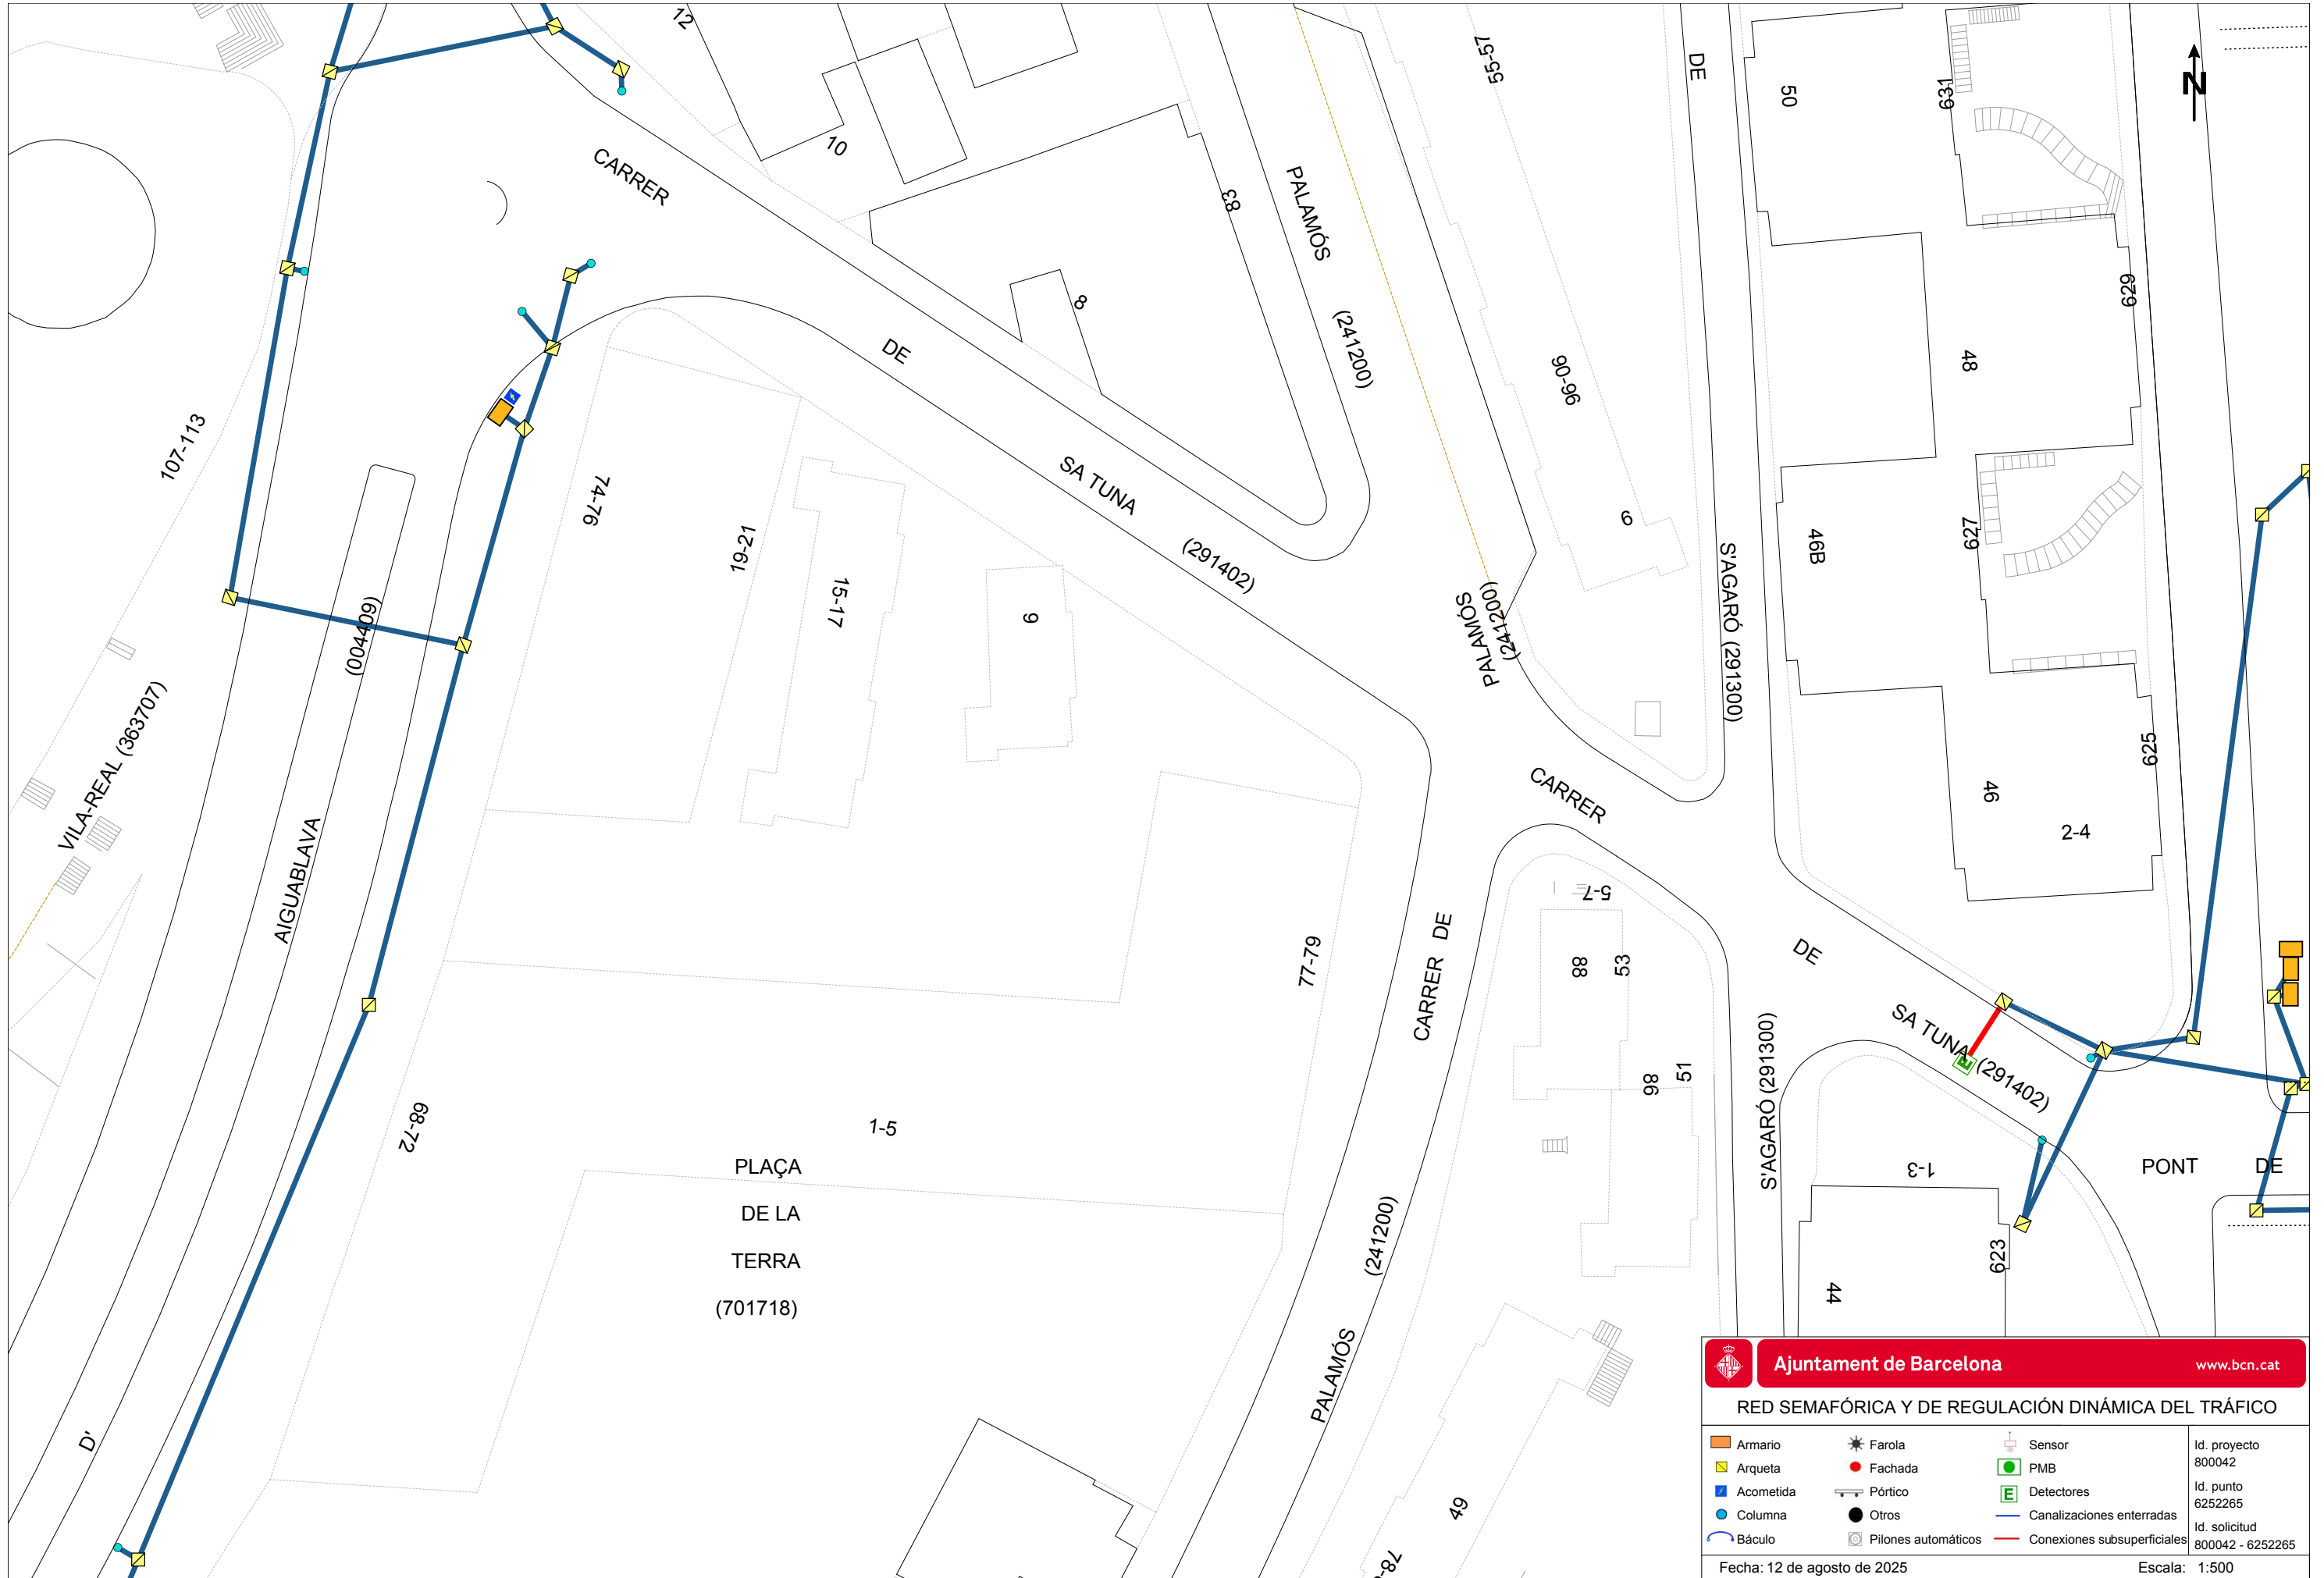 12
55-57
DE
50
631
N
10
CARRER
83
PALAMÓS
(241200)
8
629
DE
48
90-96
107-113
SA TUNA
(291402)
74-76
19-21
15-17
9
9
46B
627
S'AGARÓ (291300)
PALAMÓS
(241200)
(004409)
VILA-REAL (363707)
AIGUABLAVA
CARRER
625
46
2-4
5-7
77-79
CARRER DE
88
53
DE
SA TUNA (291402)
S'AGARÓ (291300)
86
51
68-72
1-5
PLAÇA
DE LA
TERRA
(701718)
1-3
PONT DE
623
44
(241200)
PALAMÓS
D'
49
Ajuntament de Barcelona
www.bcn.cat
RED SEMAFÓRICA Y DE REGULACIÓN DINÁMICA DEL TRÁFICO
Armario
Arqueta
Acometida
Columna
Báculo
Farola
Fachada
Pórtico
Otros
Pilones automáticos
Sensor
PMB
E Detectores
Canalizaciones enterradas
Conexiones subsuperficiales
Id. proyecto
800042
Id. punto
6252265
Id. solicitud
800042 - 6252265
Fecha: 12 de agosto de 2025
Escala: 1:500
E